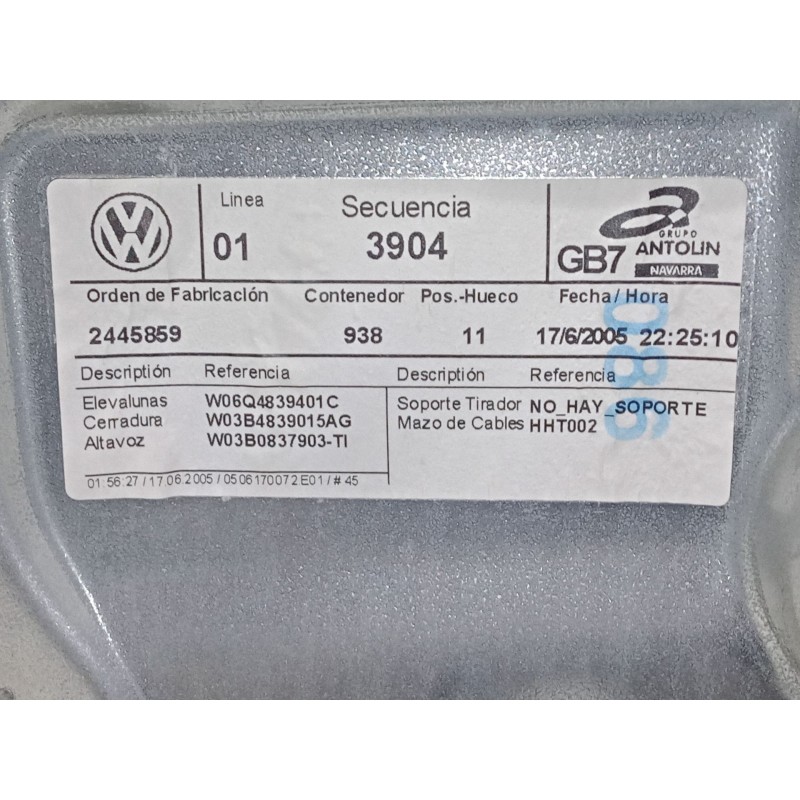 Linea Secuencia
01 3904
GRUPO
GB7 ANTOLIN
NAVARRA
Orden de Fabricación Contenedor Pos.-Hueco Fecha/Hora
2445859 938 11 17/6/2005 22:25:10
Descriptión Referencia Descriptión Referencia
Elevalunas W06Q4839401C Soporte Tirador NO_HAY_SOPORTE
Cerradura W03B4839015AG Mazo de Cables HHT002
Altavoz W03B0837903-TI
01:56:27/17.06.2005/0506170072E01/#45
980